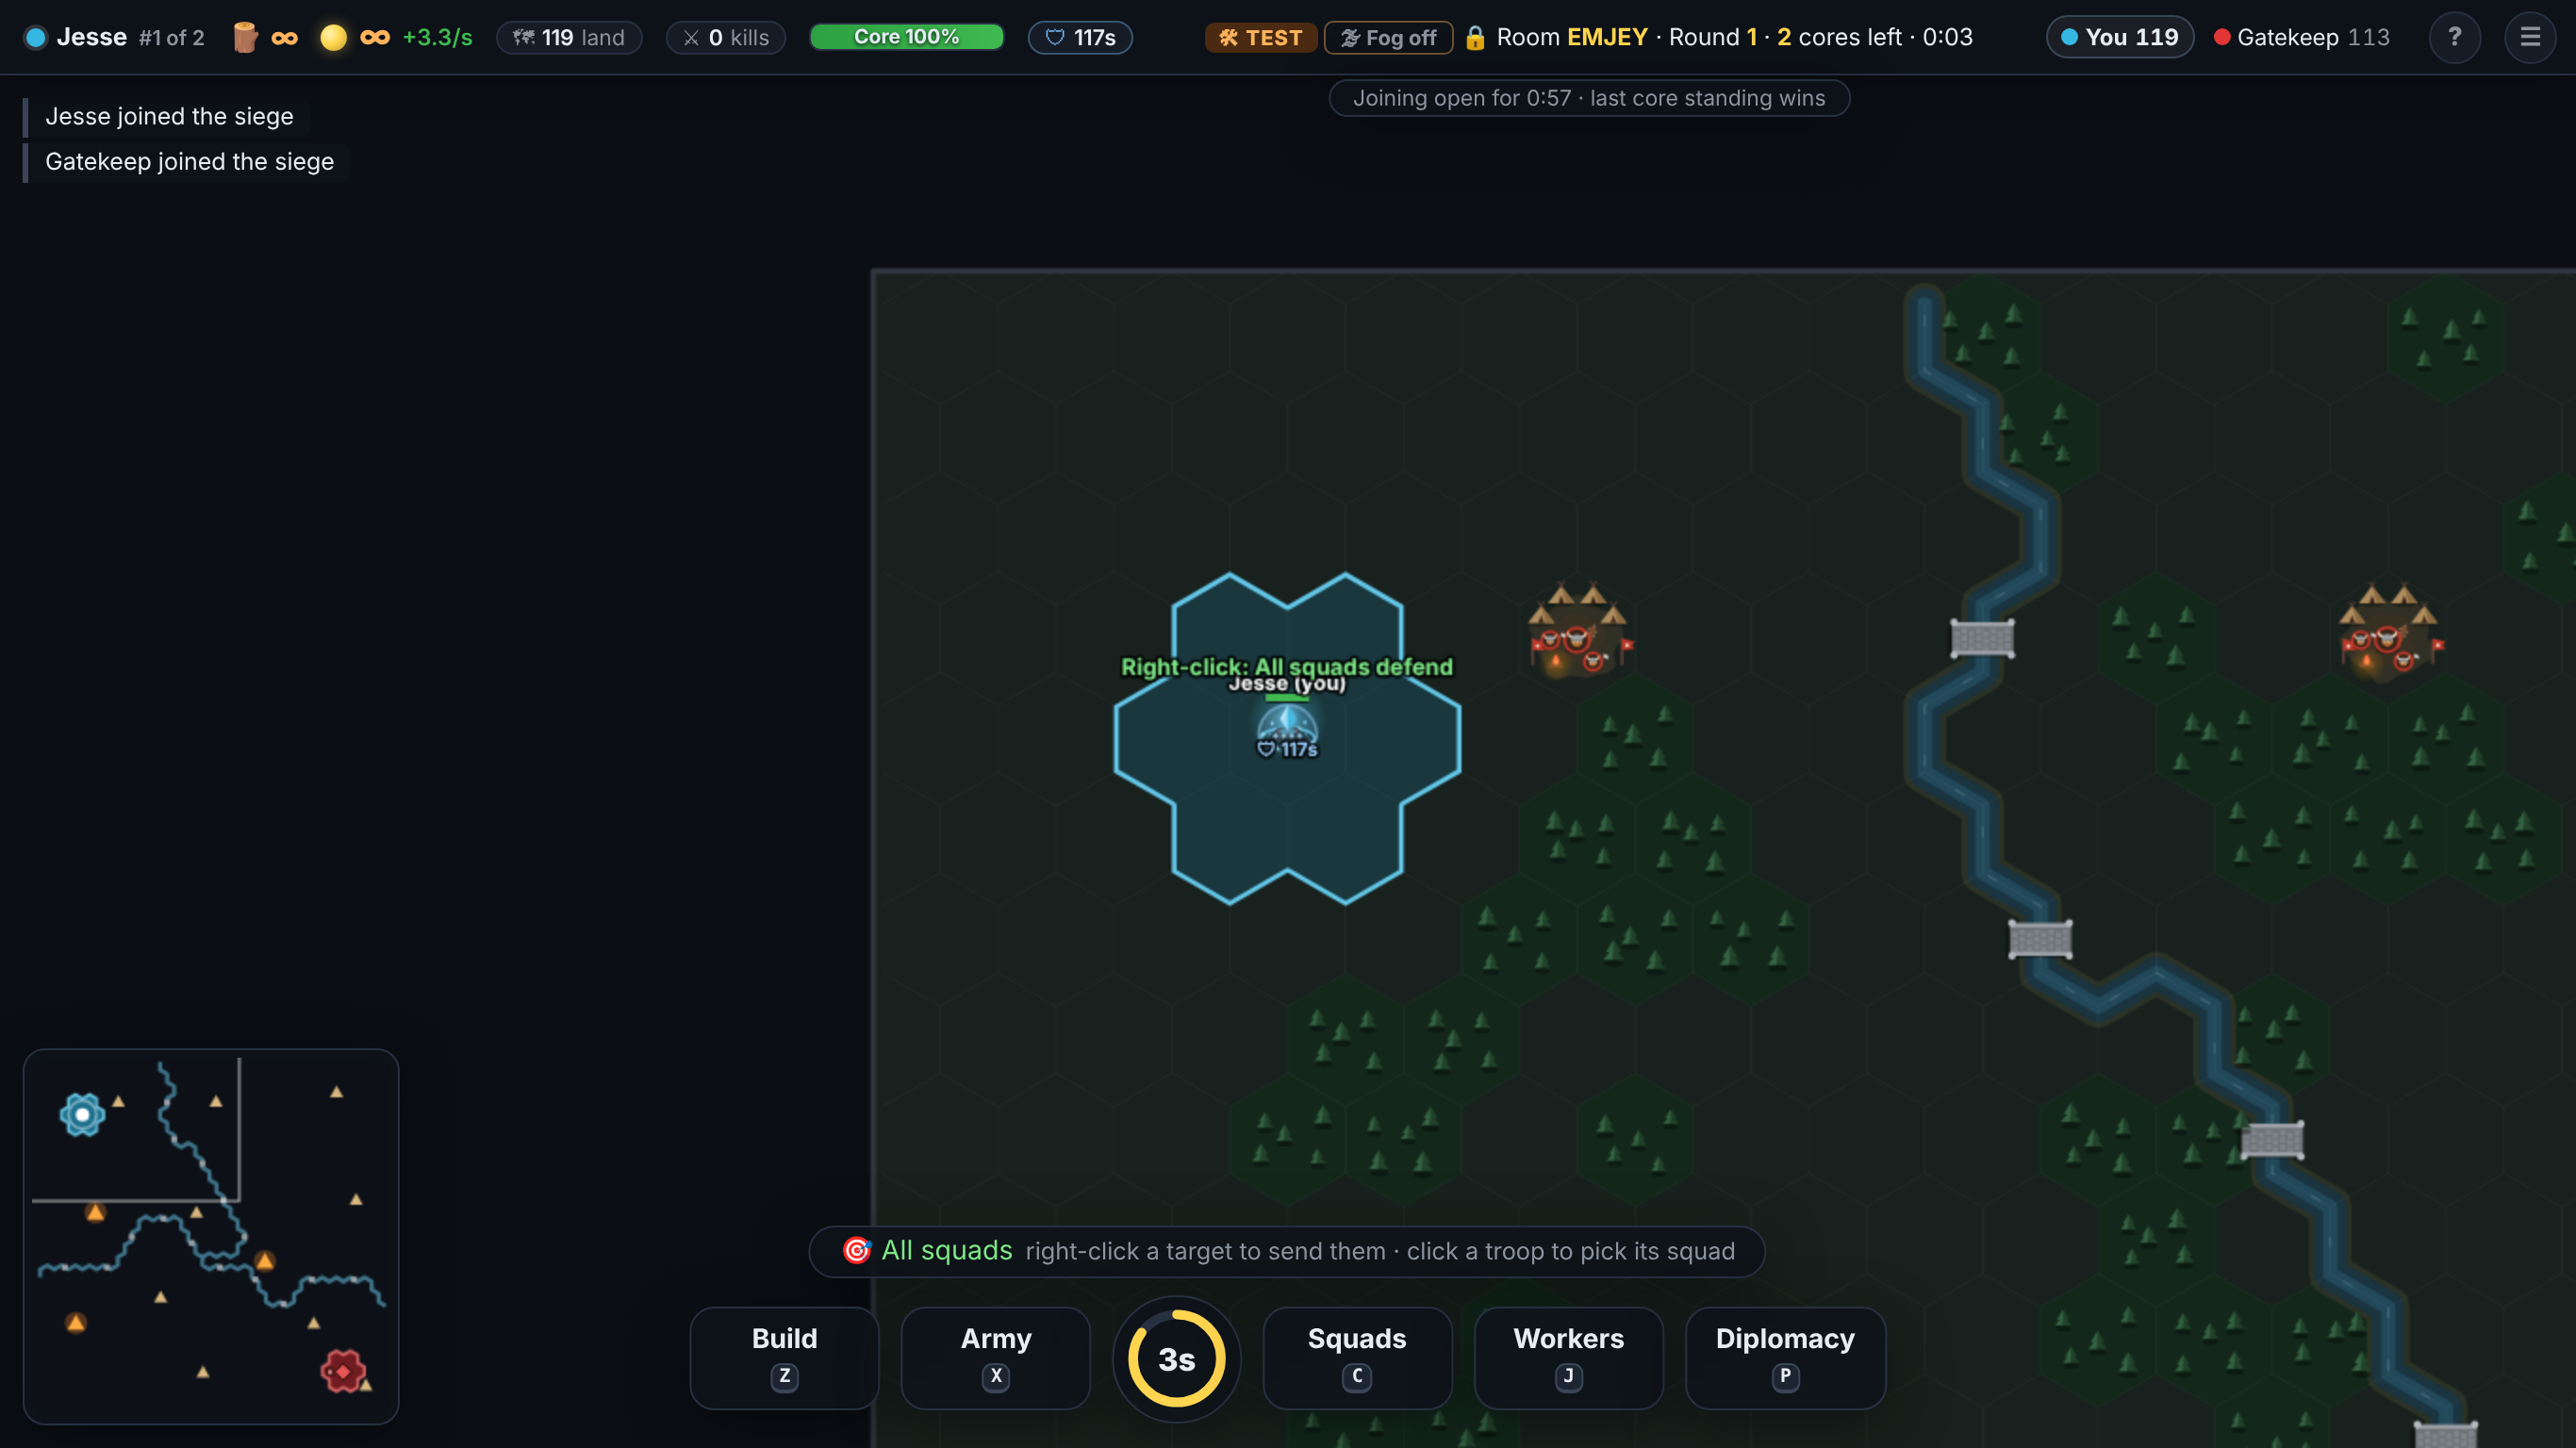 Jesse #1 of 2 ∞ ∞ +3.3/s 119 land 0 kills Core 100% 117s TEST Fog off Room EMJEY · Round 1 · 2 cores left · 0:03 You 119 Gatekeep 113 ? ☰
Joining open for 0:57 · last core standing wins
Jesse joined the siege
Gatekeep joined the siege
Right-click: All squads defend
Jesse (you)
117s
All squads right-click a target to send them · click a troop to pick its squad
Build Army 3s Squads Workers Diplomacy
Z X C J P